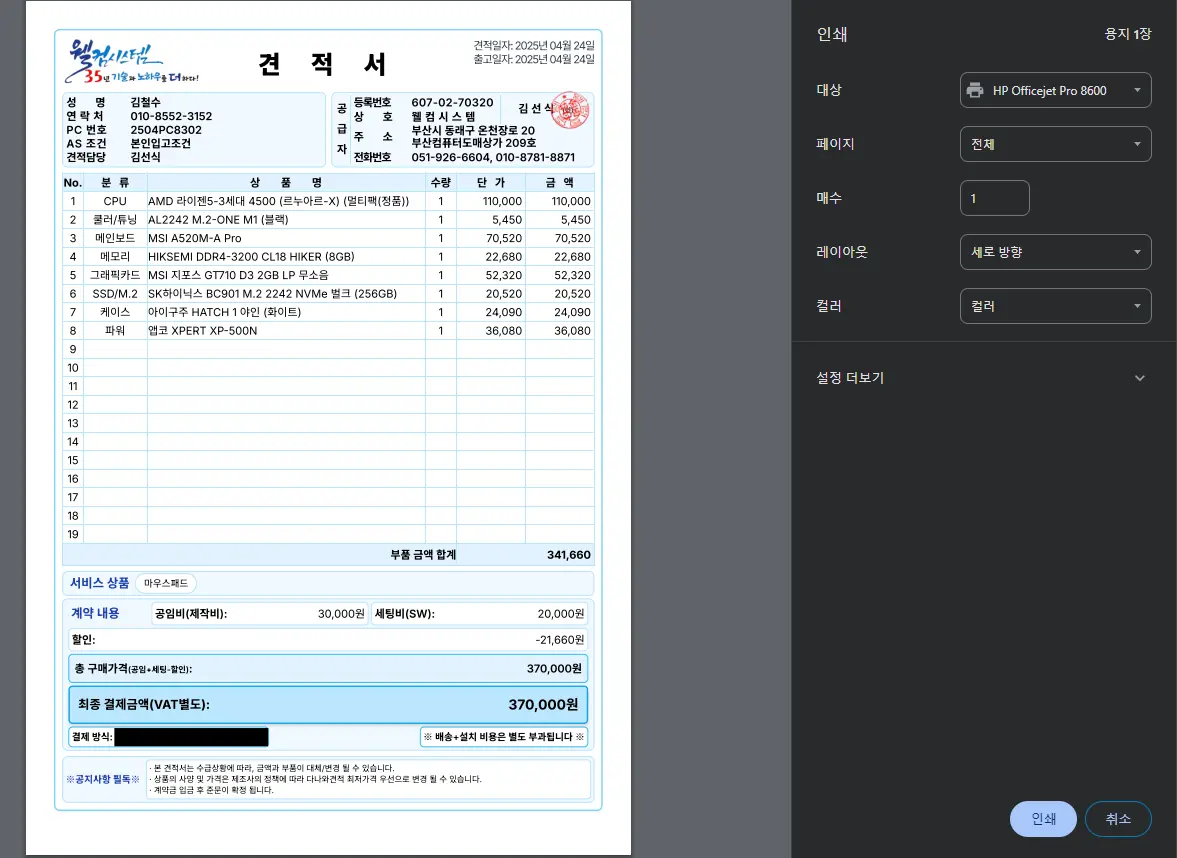 웰컴시스템
35년 기술과 노하우를 더하다!
견 적 서
견적일자: 2025년 04월 24일
출고일자: 2025년 04월 24일
성 명 김철수
연 락 처 010-8552-3152
PC 번호 2504PC8302
AS 조건 본인입고조건
견적담당 김선식
공급자
등록번호 607-02-70320 김 선 식
상 호 웰 컴 시 스 템
주 소 부산시 동래구 온천장로 20
부산컴퓨터도매상가 209호
전화번호 051-926-6604, 010-8781-8871
No. 분 류 상 품 명 수량 단 가 금 액
1 CPU AMD 라이젠5-3세대 4500 (르누아르-X) (멀티팩(정품)) 1 110,000 110,000
2 쿨러/튜닝 AL2242 M.2-ONE M1 (블랙) 1 5,450 5,450
3 메인보드 MSI A520M-A Pro 1 70,520 70,520
4 메모리 HIKSEMI DDR4-3200 CL18 HIKER (8GB) 1 22,680 22,680
5 그래픽카드 MSI 지포스 GT710 D3 2GB LP 무소음 1 52,320 52,320
6 SSD/M.2 SK하이닉스 BC901 M.2 2242 NVMe 벌크 (256GB) 1 20,520 20,520
7 케이스 아이구주 HATCH 1 야인 (화이트) 1 24,090 24,090
8 파워 앱코 XPERT XP-500N 1 36,080 36,080
9
10
11
12
13
14
15
16
17
18
19
부품 금액 합계 341,660
서비스 상품 마우스패드
계약 내용 공임비(제작비): 30,000원 세팅비(SW): 20,000원
할인: -21,660원
총 구매가격(공임+세팅-할인): 370,000원
최종 결제금액(VAT별도): 370,000원
결제 방식: ※ 배송+설치 비용은 별도 부과됩니다 ※
※공지사항 필독※
· 본 견적서는 수급상황에 따라, 금액과 부품이 대체/변경 될 수 있습니다.
· 상품의 사양 및 가격은 제조사의 정책에 따라 다나와견적 최저가격 우선으로 변경 될 수 있습니다.
· 계약금 입금 후 준문이 확정 됩니다.
인쇄 용지 1장
대상 HP Officejet Pro 8600
페이지 전체
매수 1
레이아웃 세로 방향
컬러 컬러
설정 더보기
인쇄 취소